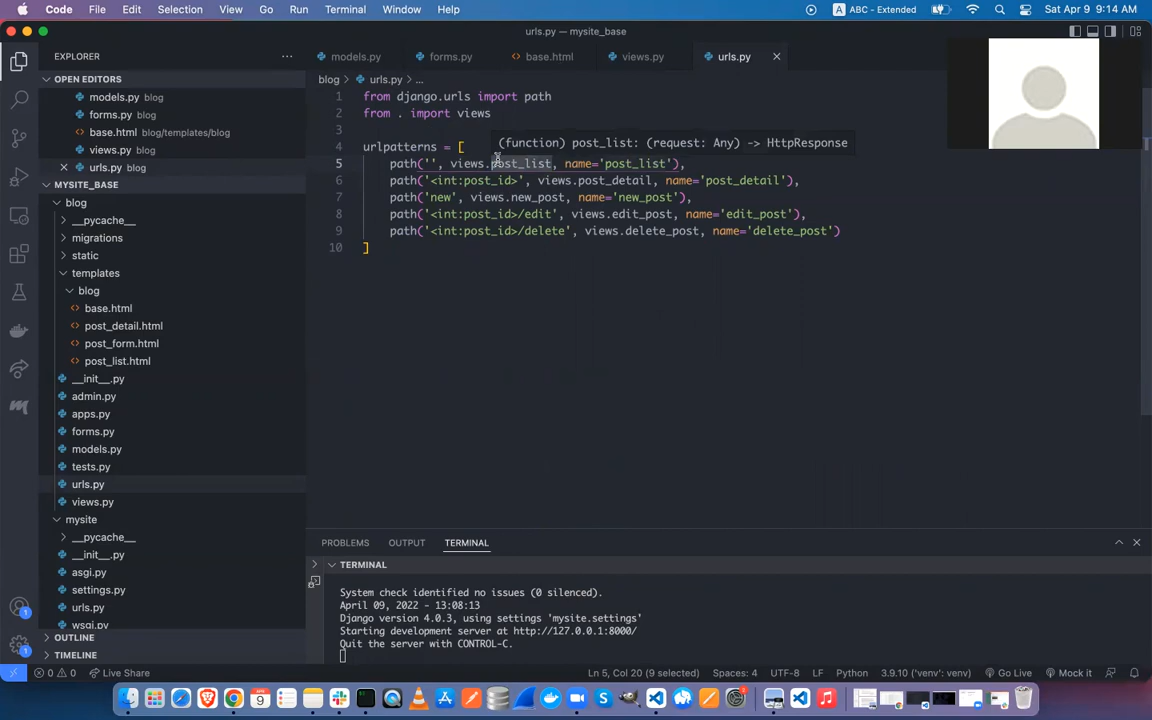 Code File Edit Selection View Go Run Terminal Window Help
A ABC - Extended
Sat Apr 9 9:14 AM
urls.py — mysite_base
EXPLORER
models.py
forms.py
base.html
views.py
urls.py
OPEN EDITORS
models.py blog
forms.py blog
base.html blog/templates/blog
views.py blog
urls.py blog
MYSITE_BASE
blog
__pycache__
migrations
static
templates
blog
base.html
post_detail.html
post_form.html
post_list.html
__init__.py
admin.py
apps.py
forms.py
models.py
tests.py
urls.py
views.py
mysite
__pycache__
__init__.py
asgi.py
settings.py
urls.py
wsgi.py
OUTLINE
TIMELINE
blog > urls.py > ...
1 from django.urls import path
2 from . import views
3
(function) post_list: (request: Any) -> HttpResponse
4 urlpatterns = [
5 path('', views.post_list, name='post_list'),
6 path('<int:post_id>', views.post_detail, name='post_detail'),
7 path('new', views.new_post, name='new_post'),
8 path('<int:post_id>/edit', views.edit_post, name='edit_post'),
9 path('<int:post_id>/delete', views.delete_post, name='delete_post')
10 ]
PROBLEMS OUTPUT TERMINAL
TERMINAL
System check identified no issues (0 silenced).
April 09, 2022 - 13:08:13
Django version 4.0.3, using settings 'mysite.settings'
Starting development server at http://127.0.0.1:8000/
Quit the server with CONTROL-C.
1
1
0 0 Live Share
Ln 5, Col 20 (9 selected) Spaces: 4 UTF-8 LF Python 3.9.10 ('venv': venv) Go Live Mock it
9